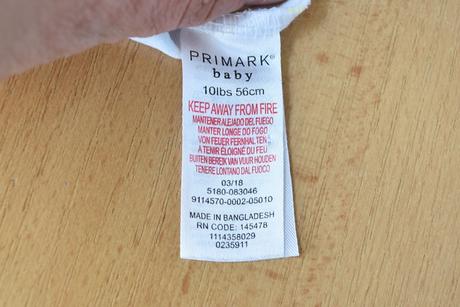 PRIMARK®
baby
10lbs 56cm
KEEP AWAY FROM FIRE
MANTENER ALEJADO DEL FUEGO
MANTER LONGE DO FOGO
VON FEUER FERNHALTEN
À TENIR ÉLOIGNÉ DU FEU
BUITEN BEREIK VAN VUUR HOUDEN
TENERE LONTANO DAL FUOCO
03/18
5180-083046
9114570-0002-05010
MADE IN BANGLADESH
RN CODE: 145478
1114358029
0235911